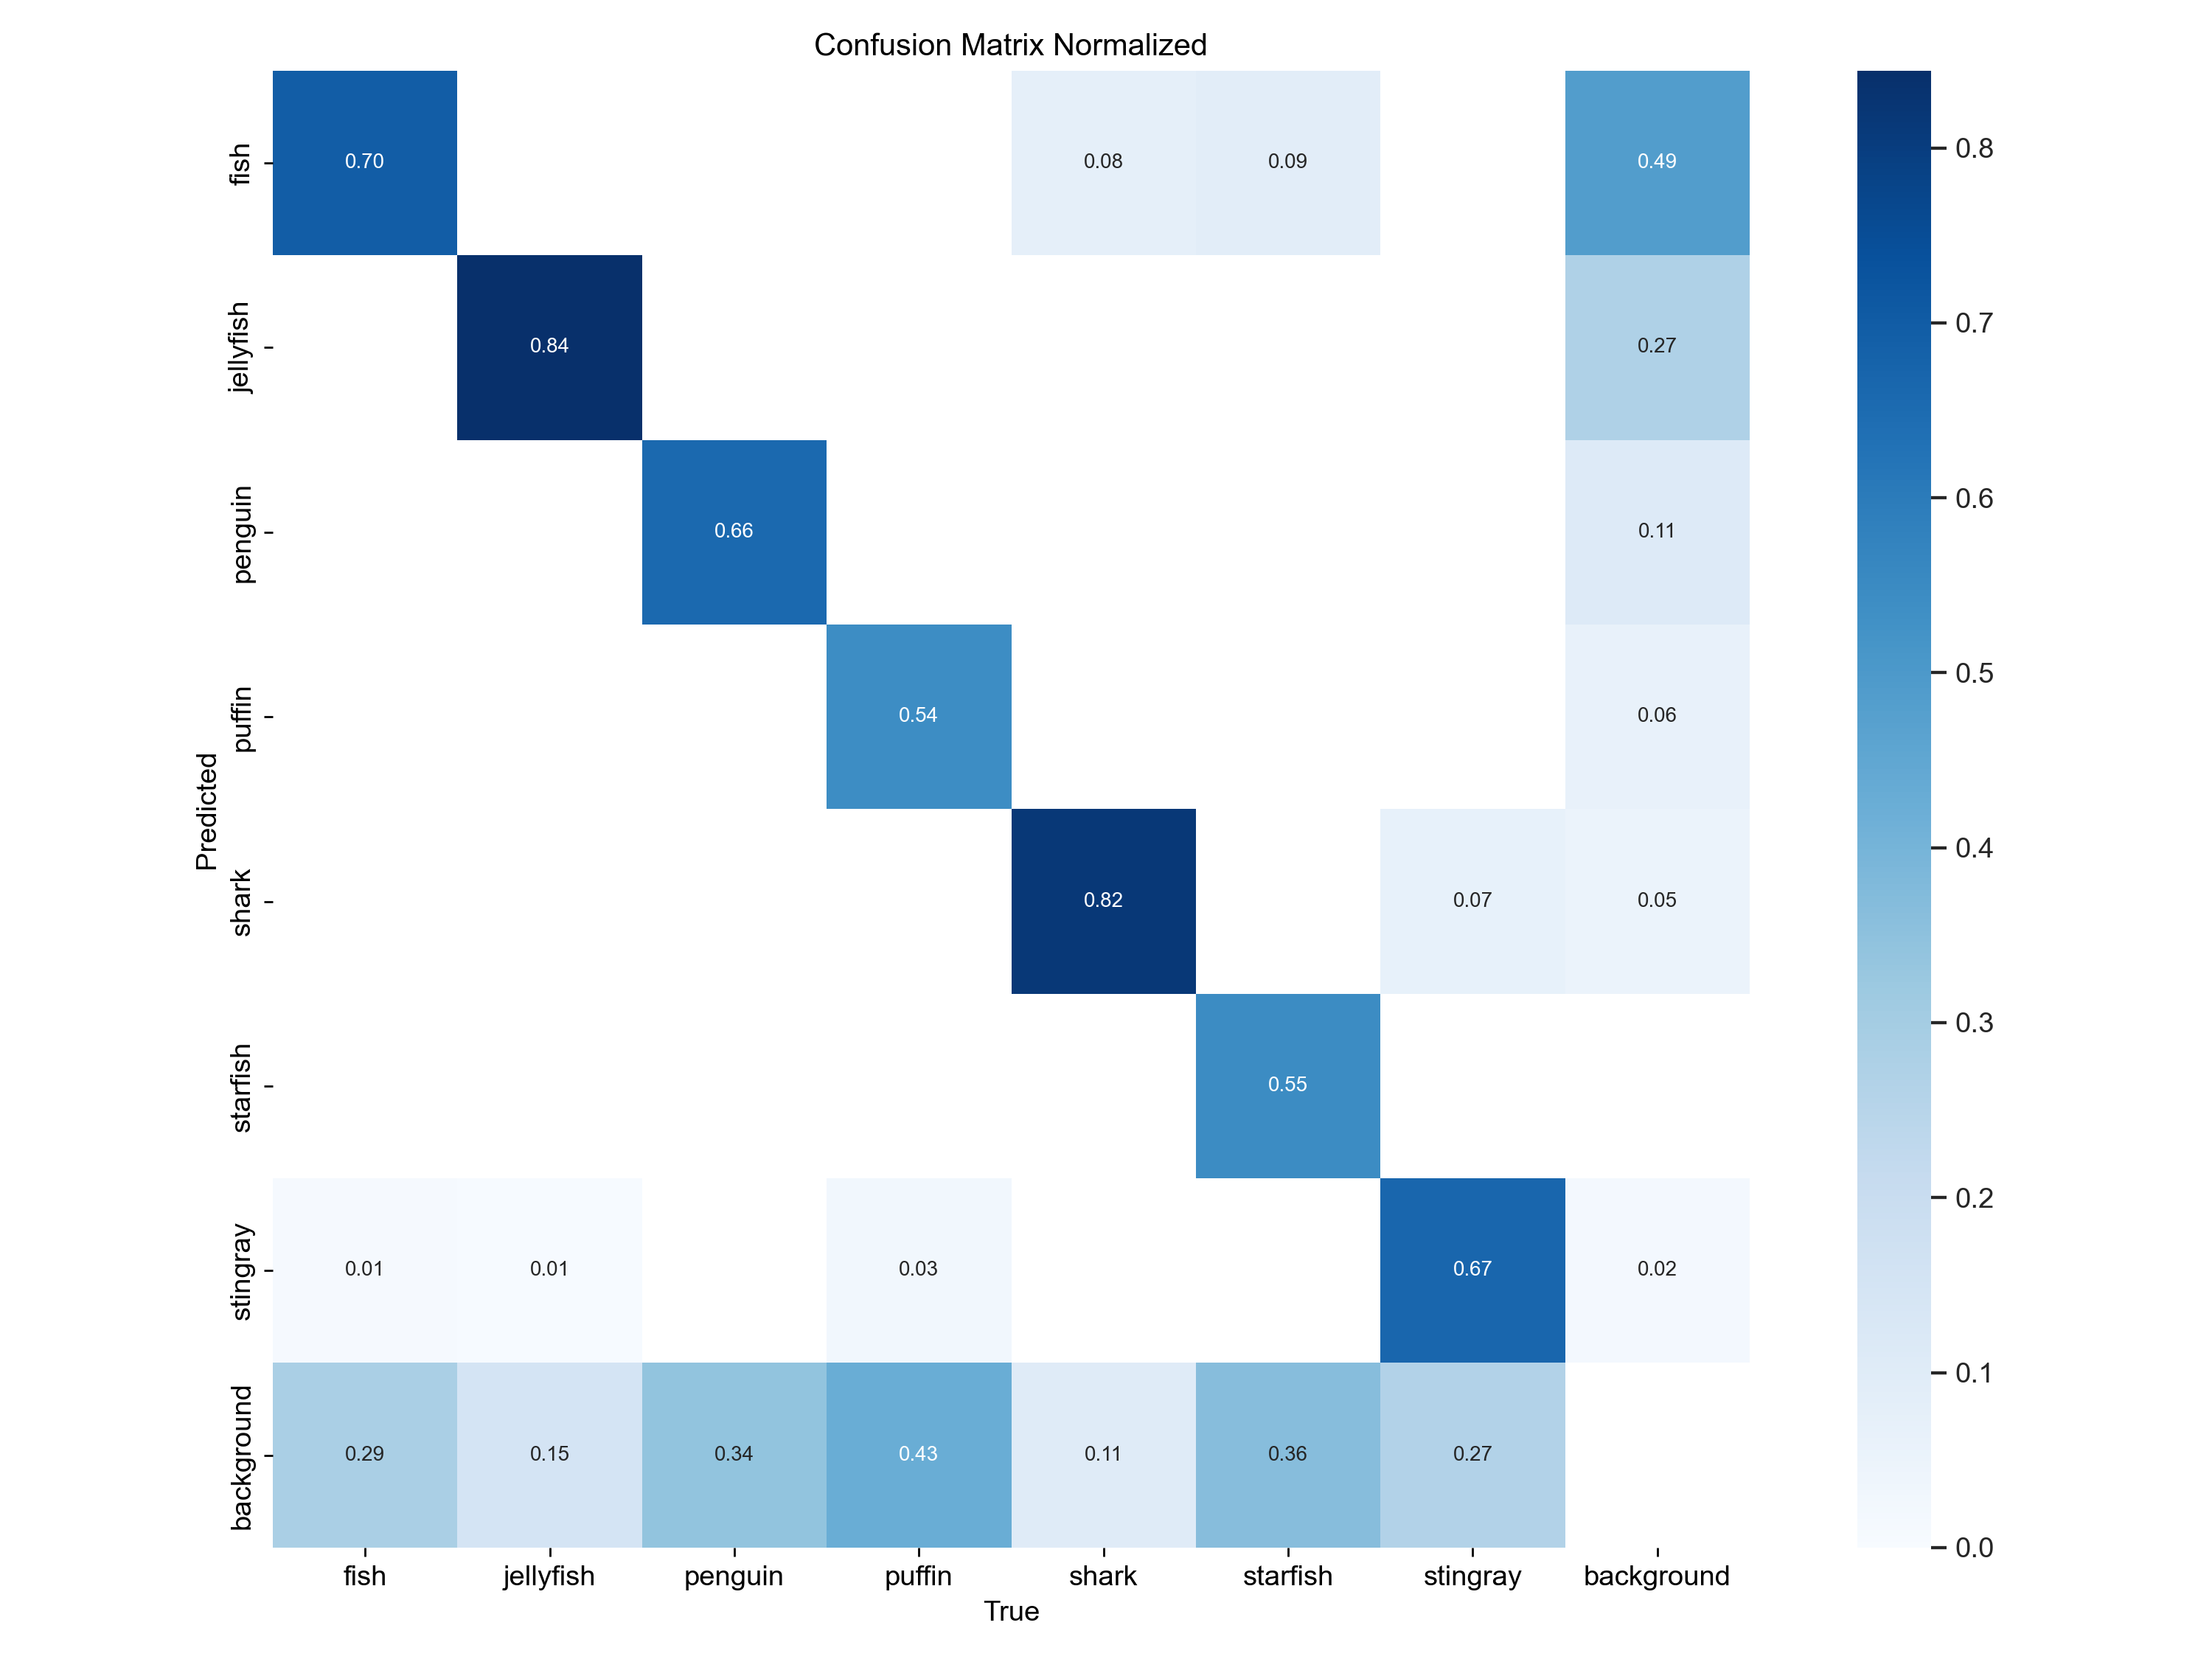 Confusion Matrix Normalized
fish 0.70 0.08 0.09 0.49
jellyfish 0.84 0.27
penguin 0.66 0.11
puffin 0.54 0.06
shark 0.82 0.07 0.05
starfish 0.55
stingray 0.01 0.01 0.03 0.67 0.02
background 0.29 0.15 0.34 0.43 0.11 0.36 0.27
Predicted
fish jellyfish penguin puffin shark starfish stingray background
True
0.8
0.7
0.6
0.5
0.4
0.3
0.2
0.1
0.0